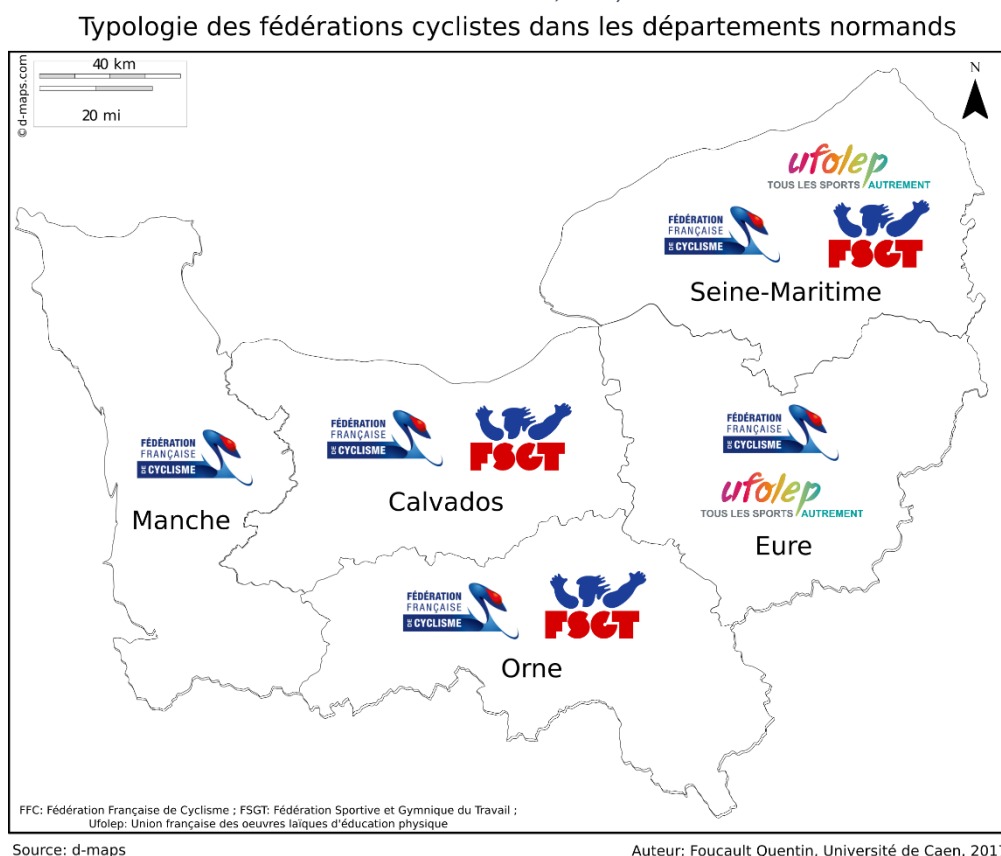 Typologie des fédérations cyclistes dans les départements normands
© d-maps.com
40 km
20 mi
N
ufolep
TOUS LES SPORTS AUTREMENT
FÉDÉRATION
FRANÇAISE
DE CYCLISME
FSGT
Seine-Maritime
FÉDÉRATION
FRANÇAISE
DE CYCLISME
Manche
FÉDÉRATION
FRANÇAISE
DE CYCLISME
FSGT
Calvados
FÉDÉRATION
FRANÇAISE
DE CYCLISME
ufolep
TOUS LES SPORTS AUTREMENT
Eure
FÉDÉRATION
FRANÇAISE
DE CYCLISME
FSGT
Orne
FFC: Fédération Française de Cyclisme ; FSGT: Fédération Sportive et Gymnique du Travail ;
Ufolep: Union française des oeuvres laïques d'éducation physique
Source: d-maps
Auteur: Foucault Quentin, Université de Caen, 201